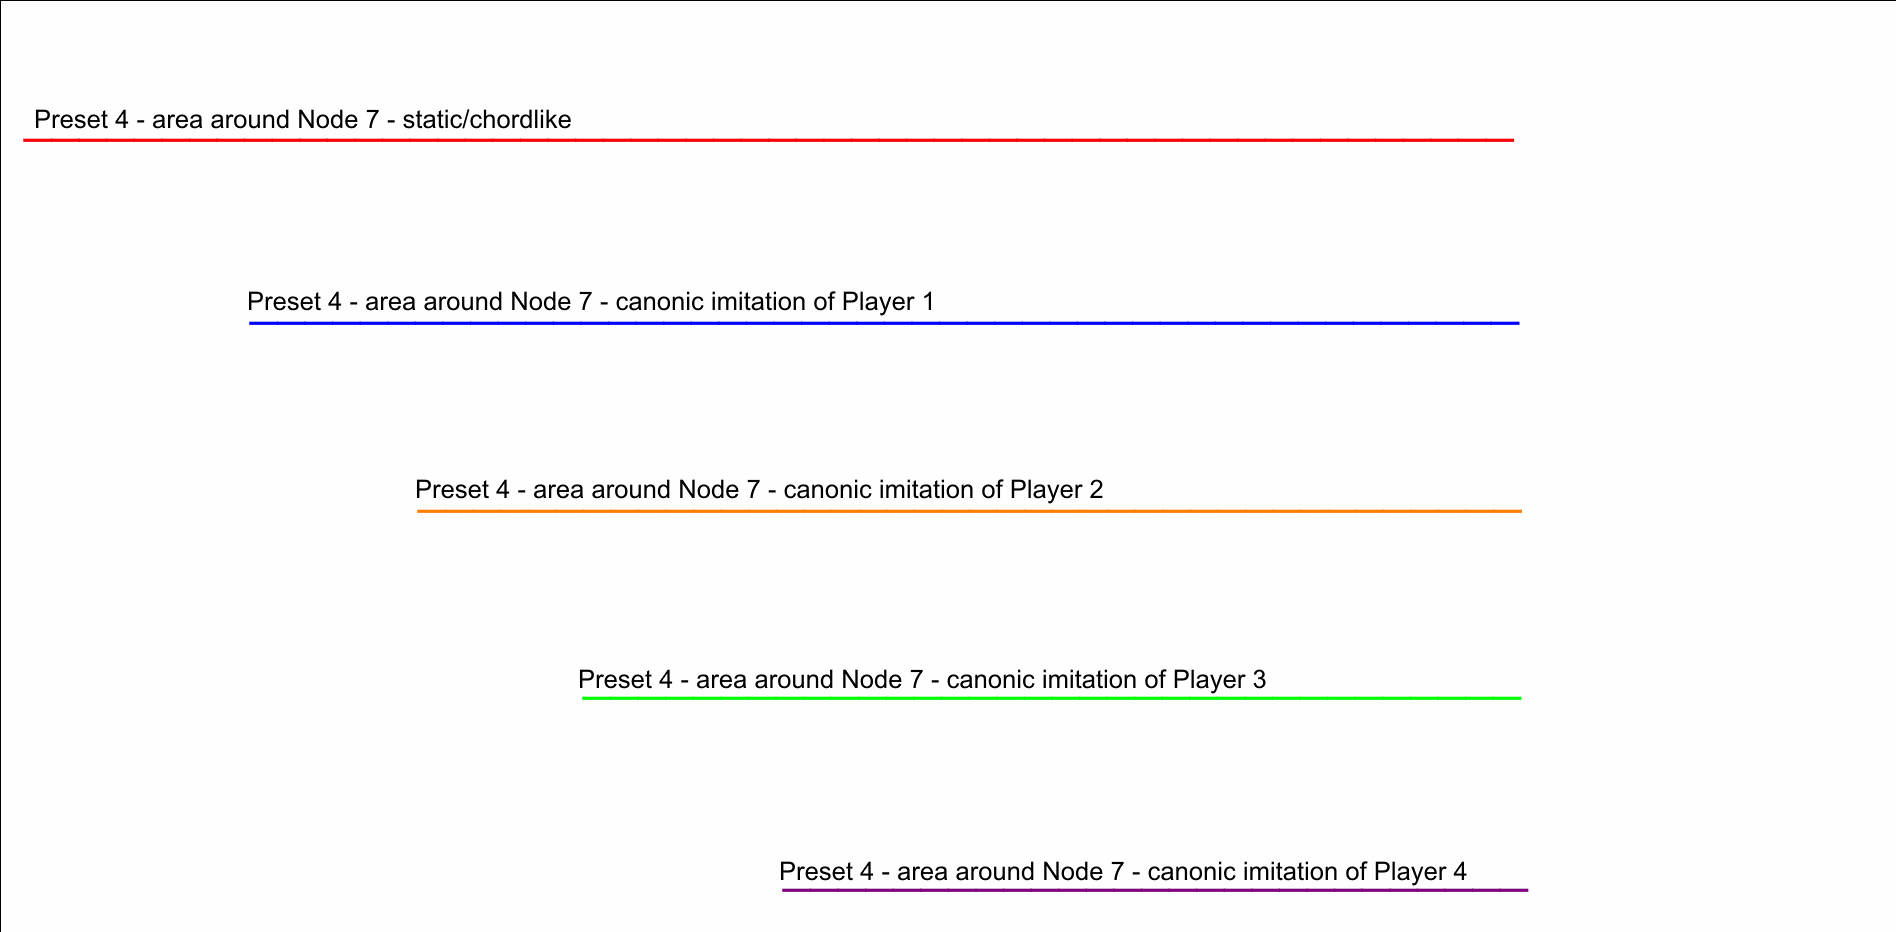 Preset 4 - area around Node 7 - static/chordlike
Preset 4 - area around Node 7 - canonic imitation of Player 1
Preset 4 - area around Node 7 - canonic imitation of Player 2
Preset 4 - area around Node 7 - canonic imitation of Player 3
Preset 4 - area around Node 7 - canonic imitation of Player 4